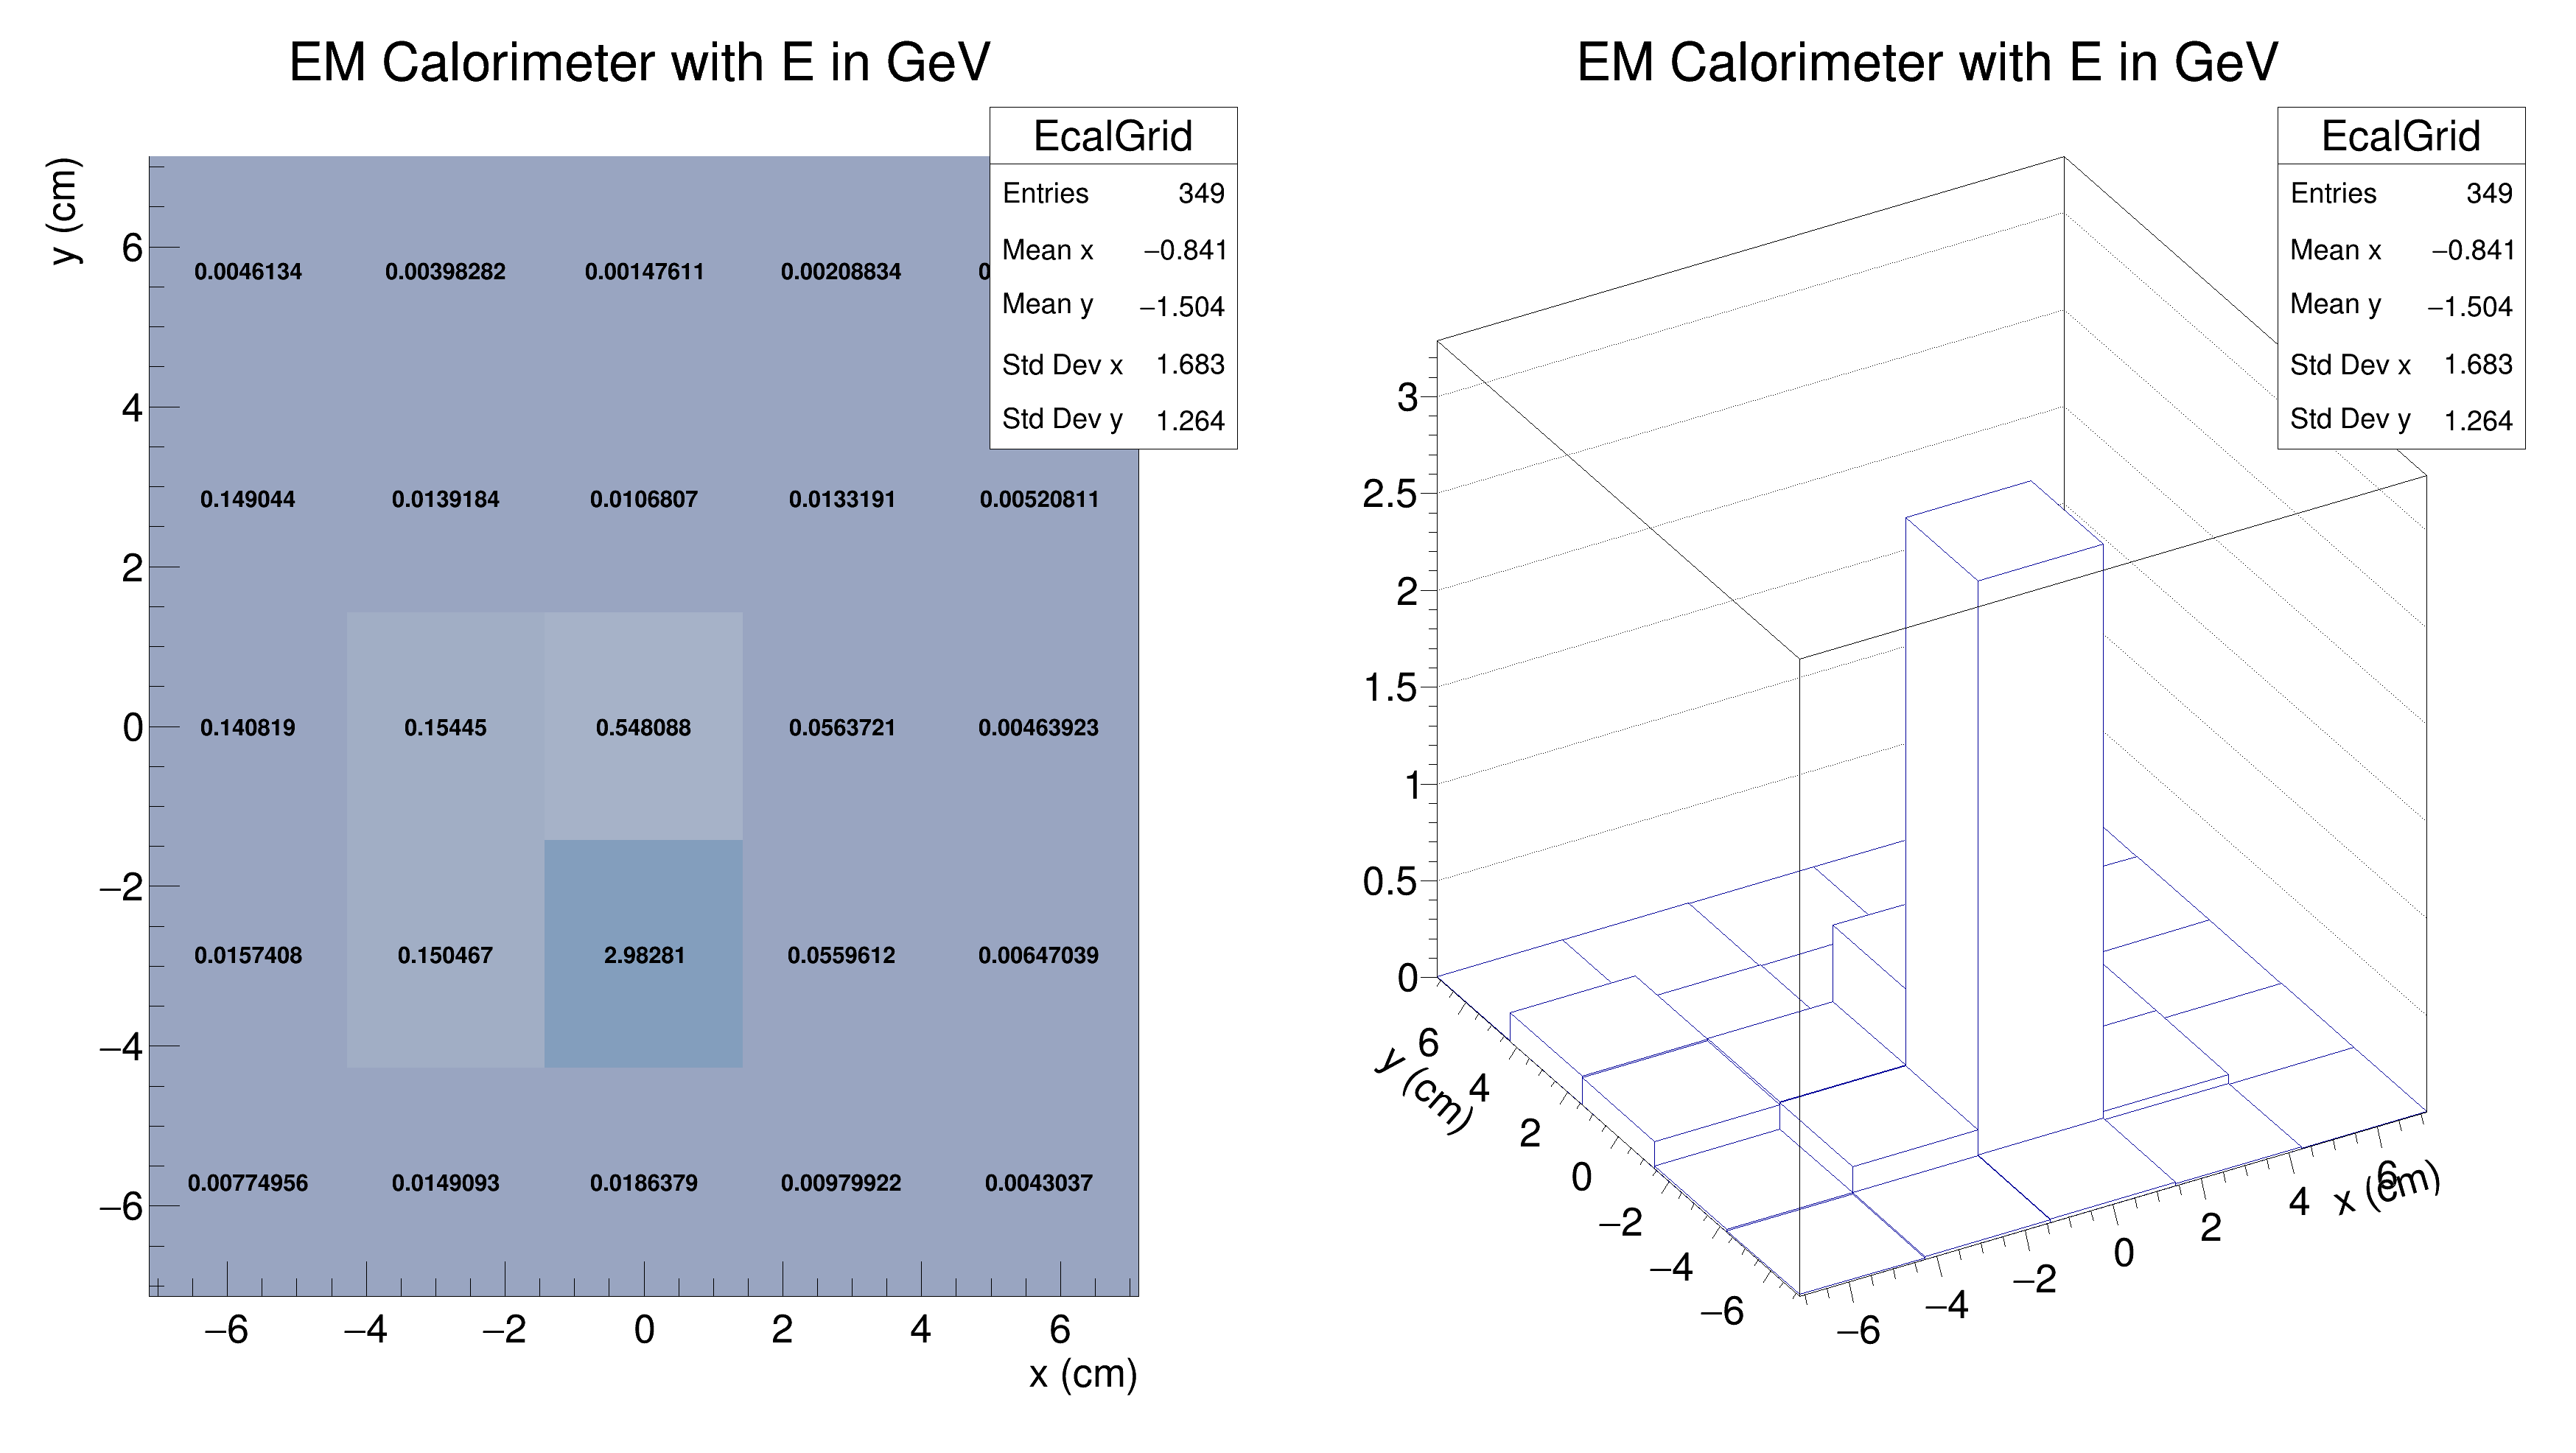 EM Calorimeter with E in GeV
EcalGrid
Entries 349
Mean x −0.841
Mean y −1.504
Std Dev x 1.683
Std Dev y 1.264
y (cm)
6
4
2
0
−2
−4
−6
0.0046134 0.00398282 0.00147611 0.00208834 0
0.149044 0.0139184 0.0106807 0.0133191 0.00520811
0.140819 0.15445 0.548088 0.0563721 0.00463923
0.0157408 0.150467 2.98281 0.0559612 0.00647039
0.00774956 0.0149093 0.0186379 0.00979922 0.0043037
−6 −4 −2 0 2 4 6
x (cm)
EM Calorimeter with E in GeV
EcalGrid
Entries 349
Mean x −0.841
Mean y −1.504
Std Dev x 1.683
Std Dev y 1.264
3
2.5
2
1.5
1
0.5
0
6
4
2
0
−2
−4
−6
y (cm)
−6
−4
−2
0
2
4
6
x (cm)